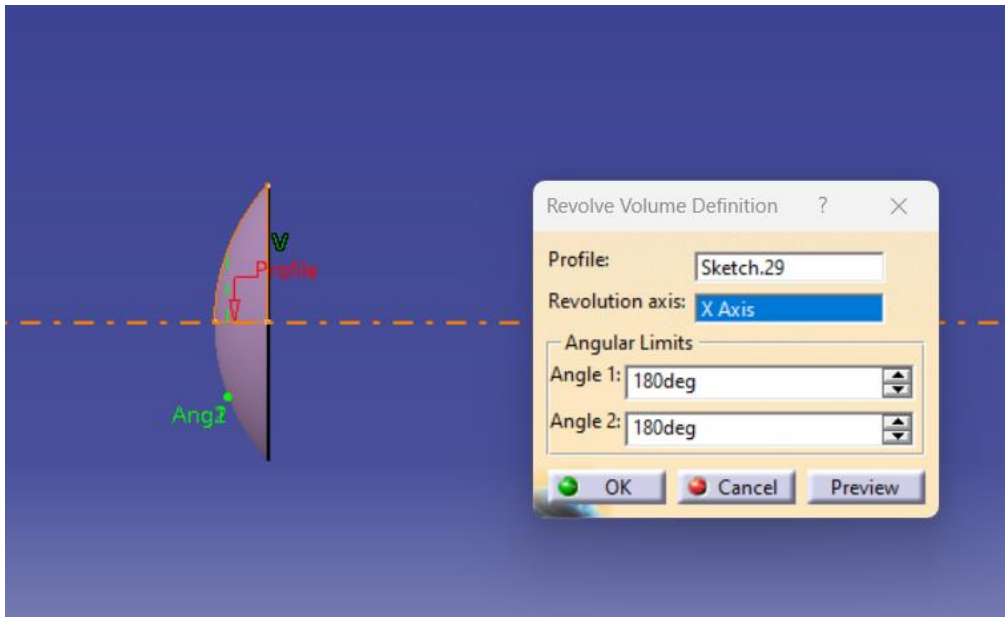 V
Profile
Revolve Volume Definition ? ×
Profile: Sketch.29
Revolution axis: X Axis
Angular Limits
Angle 1: 180deg
Angle 2: 180deg
OK Cancel Preview